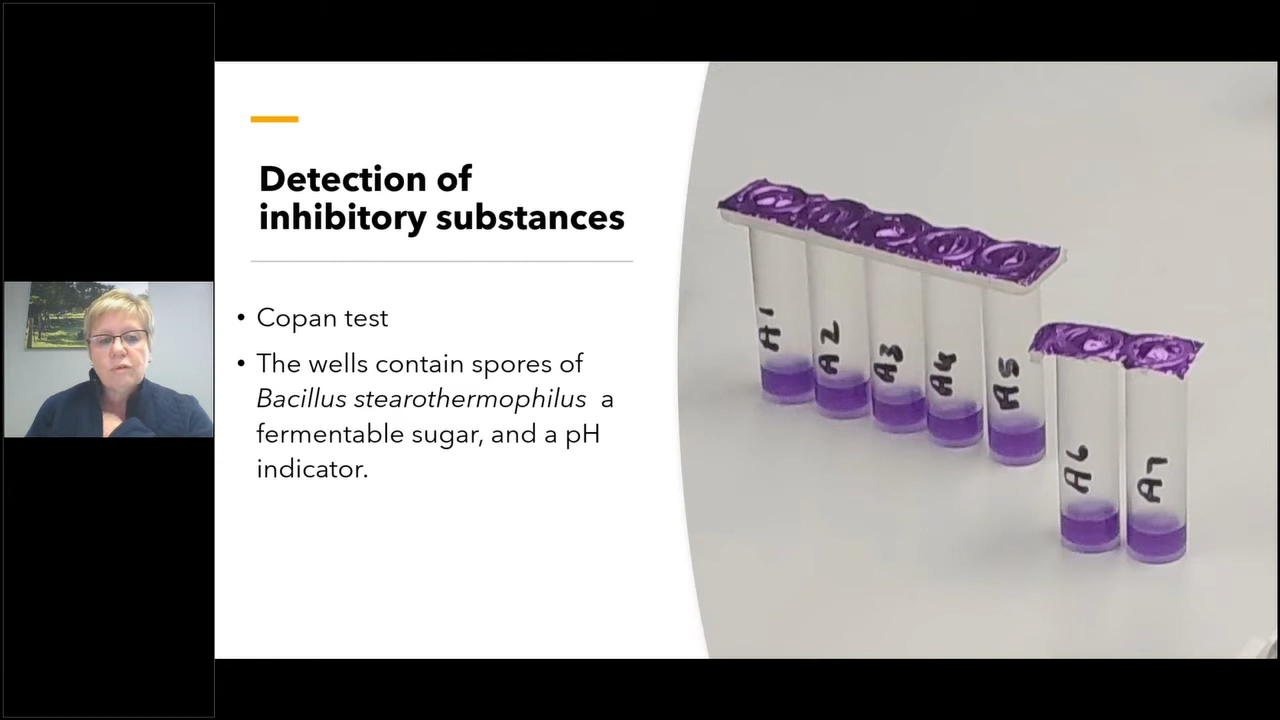 Detection of
inhibitory substances
• Copan test
• The wells contain spores of
Bacillus stearothermophilus a
fermentable sugar, and a pH
indicator.
A1
A2
A3
A4
A5
A6
A7